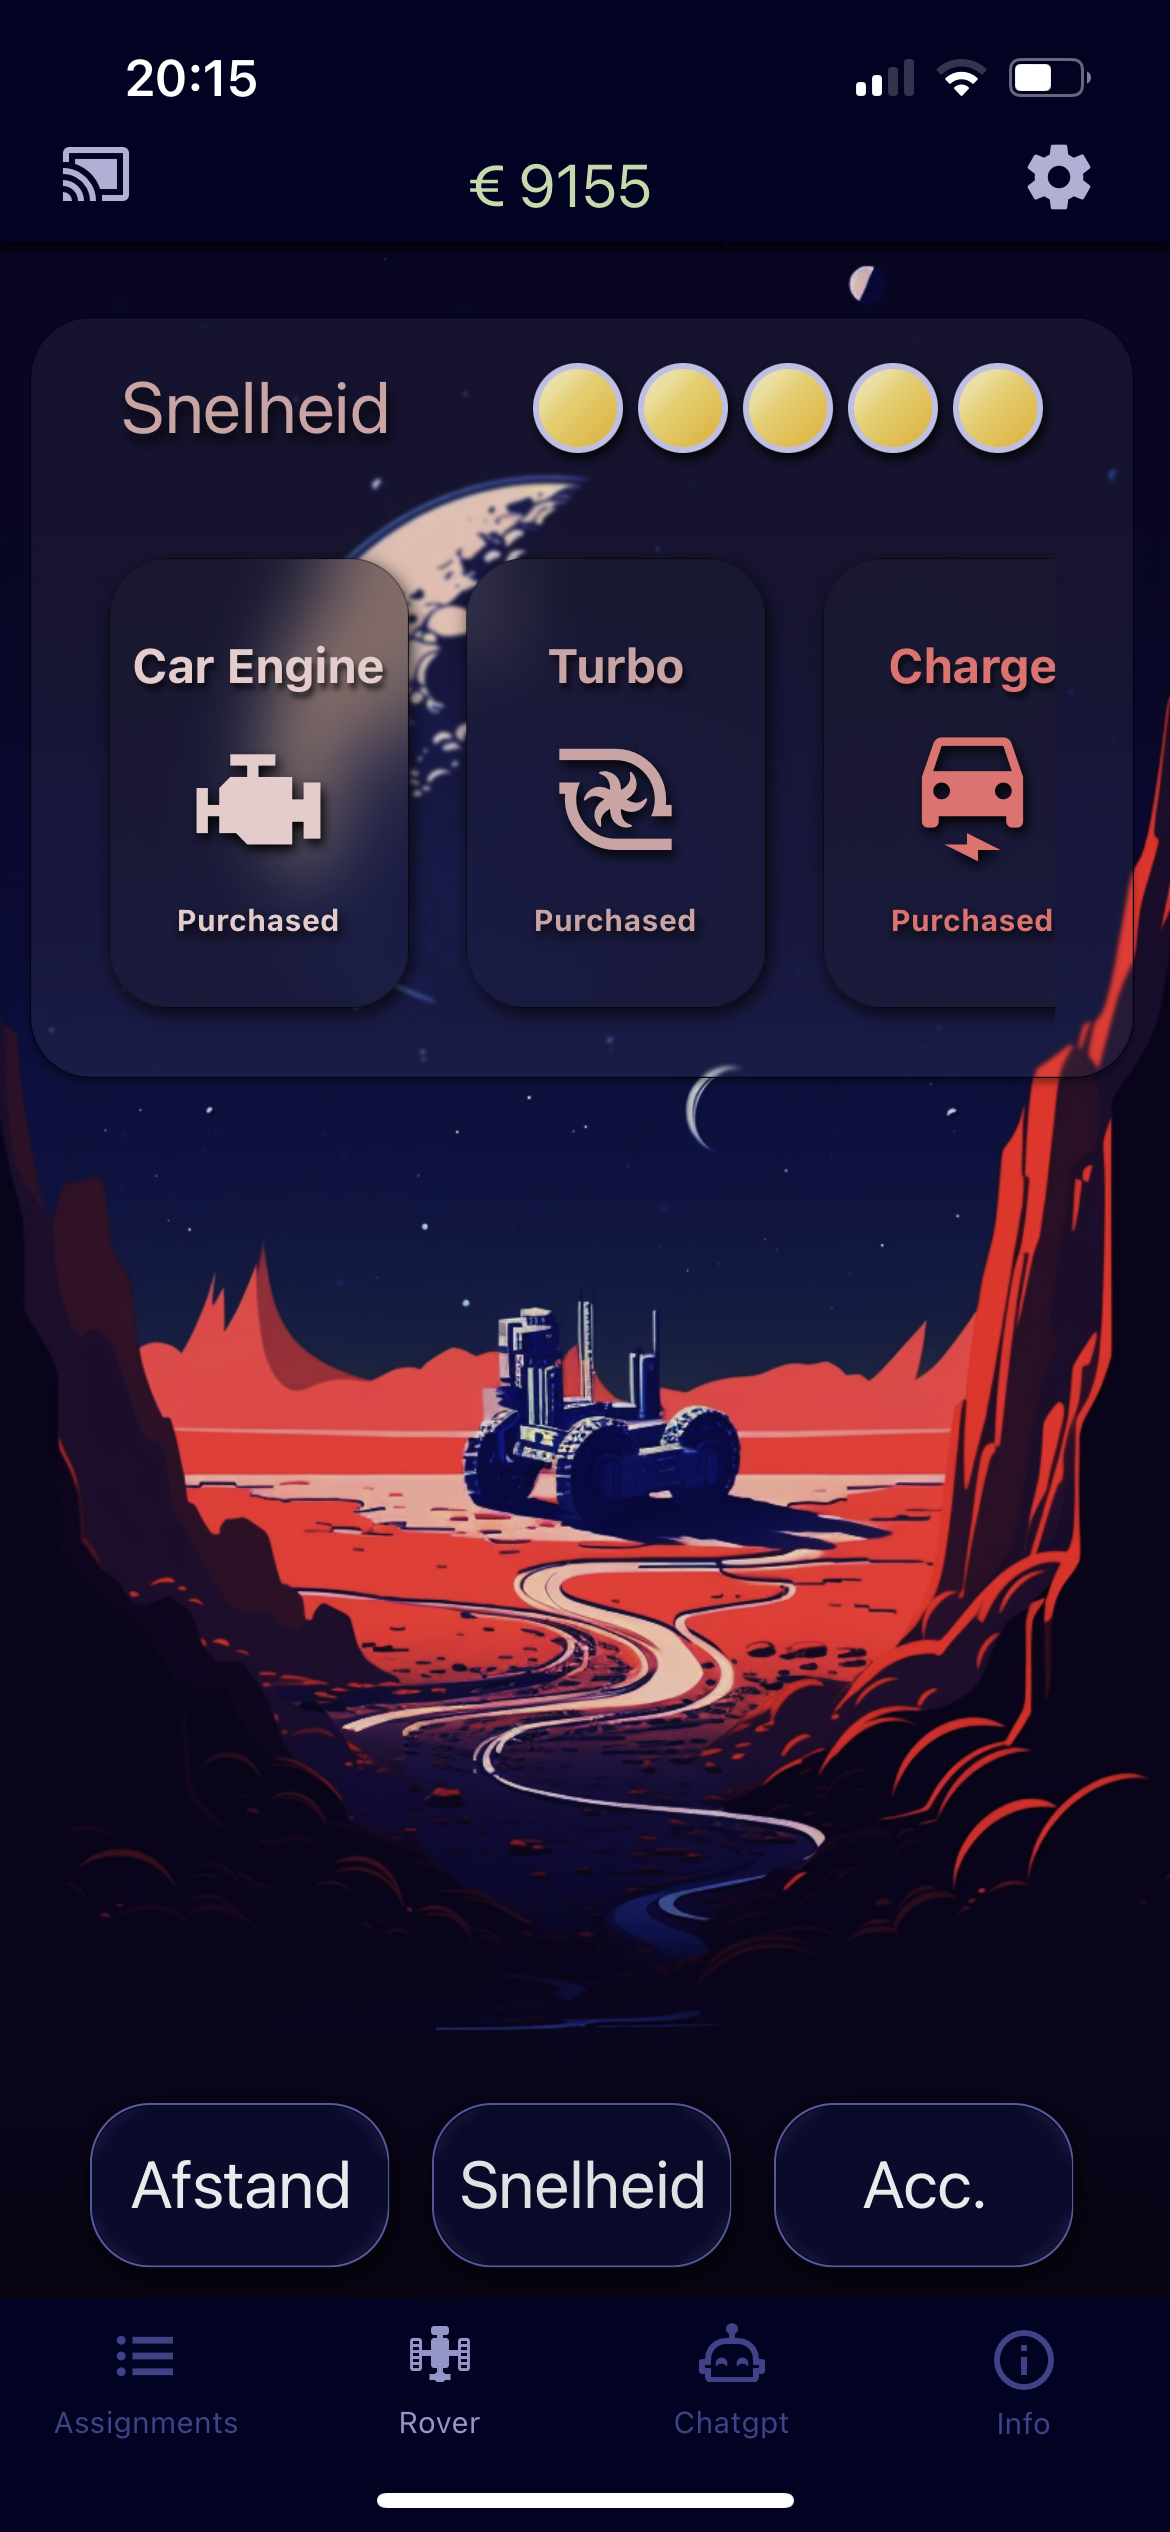 20:15
€ 9155
Snelheid
Car Engine
Turbo
Charge
Purchased
Purchased
Purchased
Afstand
Snelheid
Acc.
Assignments
Rover
Chatgpt
Info